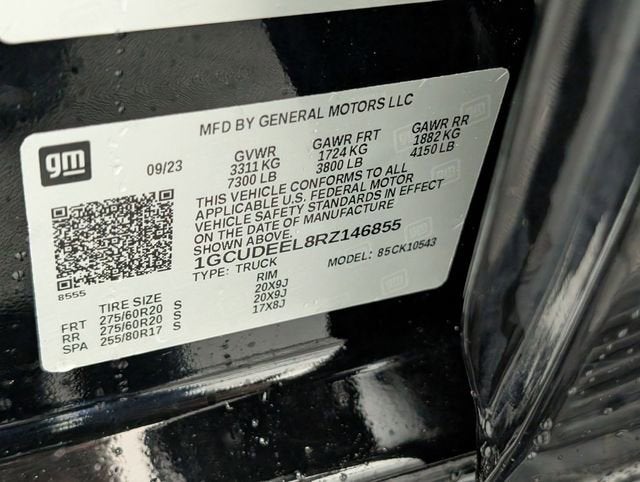 MFD BY GENERAL MOTORS LLC
gm
09/23
GVWR GAWR FRT GAWR RR
3311 KG 1724 KG 1882 KG
7300 LB 3800 LB 4150 LB
THIS VEHICLE CONFORMS TO ALL
APPLICABLE U.S. FEDERAL MOTOR
VEHICLE SAFETY STANDARDS IN EFFECT
ON THE DATE OF MANUFACTURE
SHOWN ABOVE.
1GCUDEEL8RZ146855
TYPE: TRUCK MODEL: 85CK10543
8555
TIRE SIZE RIM
FRT 275/60R20 S 20X9J
RR 275/60R20 S 20X9J
SPA 255/80R17 S 17X8J